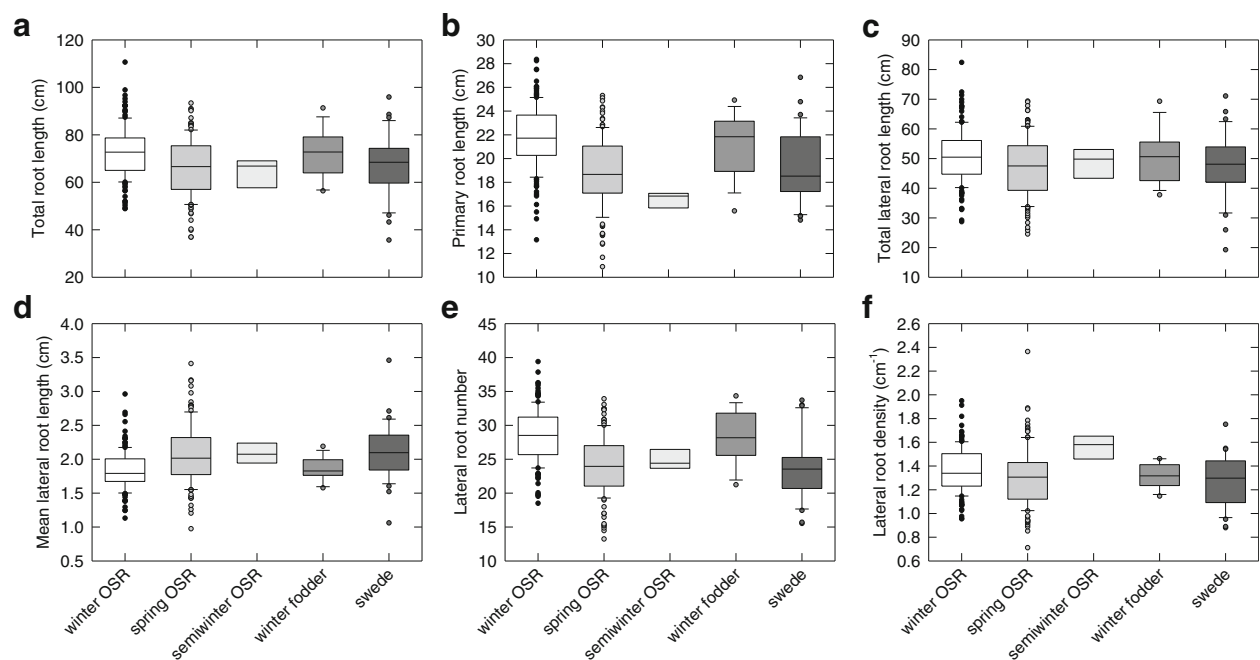 a
b
c
Total root length (cm)
120
100
80
60
40
20
Primary root length (cm)
30
28
26
24
22
20
18
16
14
12
10
Total lateral root length (cm)
90
80
70
60
50
40
30
20
10
d
e
f
Mean lateral root length (cm)
4.0
3.5
3.0
2.5
2.0
1.5
1.0
0.5
Lateral root number
45
40
35
30
25
20
15
10
Lateral root density (cm⁻¹)
2.6
2.4
2.2
2.0
1.8
1.6
1.4
1.2
1.0
0.8
0.6
winter OSR
spring OSR
semiwinter OSR
winter fodder
swede
winter OSR
spring OSR
semiwinter OSR
winter fodder
swede
winter OSR
spring OSR
semiwinter OSR
winter fodder
swede